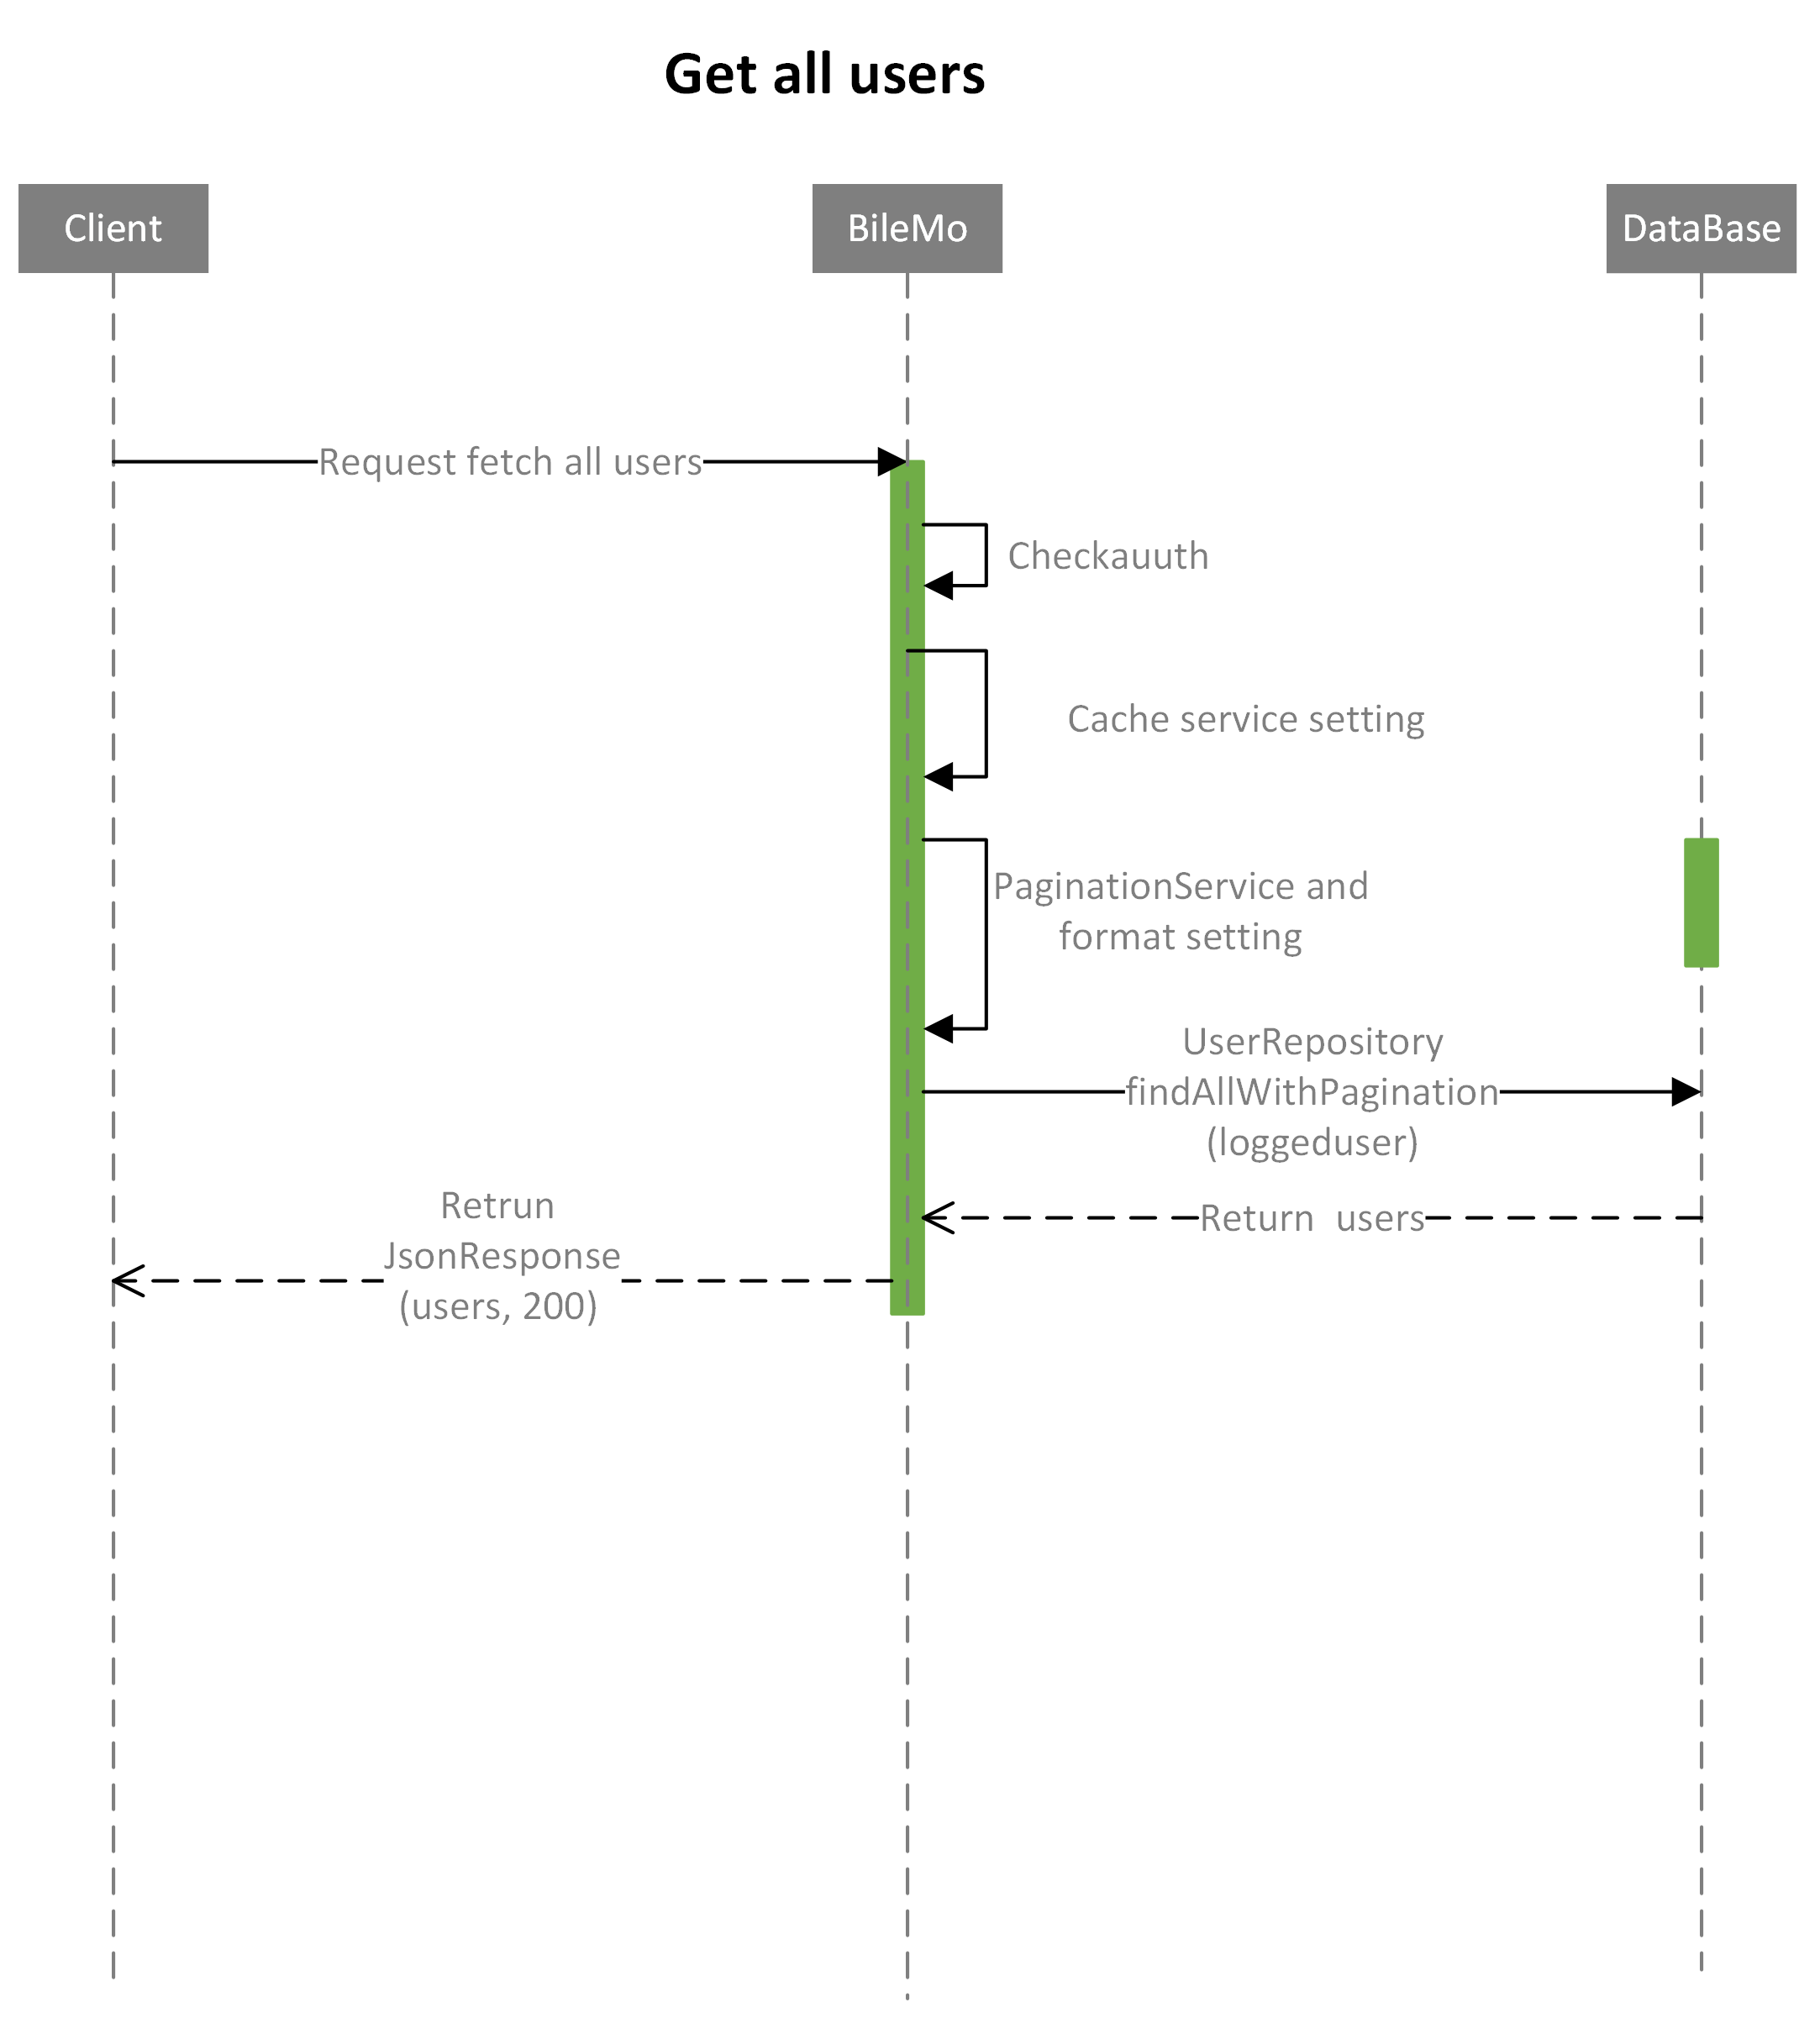 Get all users
Client
BileMo
DataBase
Request fetch all users
Checkauuth
Cache service setting
PaginationService and
format setting
UserRepository
findAllWithPagination
(loggeduser)
Return  users
Retrun
JsonResponse
(users, 200)